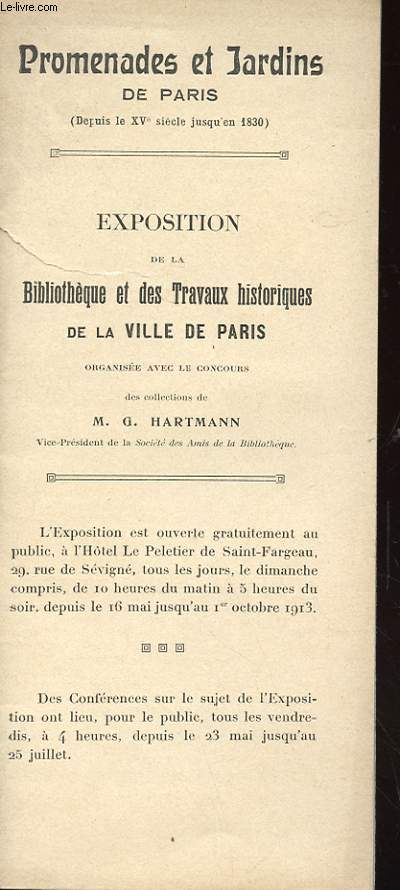 LE-LIVRE.COM
Promenades et Jardins
DE PARIS
(Depuis le XVe siècle jusqu'en 1830)
EXPOSITION
DE LA
Bibliothèque et des Travaux historiques
DE LA VILLE DE PARIS
ORGANISÉE AVEC LE CONCOURS
des collections de
M. G. HARTMANN
Vice-Président de la Société des Amis de la Bibliothèque.
L'Exposition est ouverte gratuitement au
public, à l'Hôtel Le Peletier de Saint-Fargeau,
29, rue de Sévigné, tous les jours, le dimanche
compris, de 10 heures du matin à 5 heures du
soir, depuis le 16 mai jusqu'au 1er octobre 1913.
Des Conférences sur le sujet de l'Exposi-
tion ont lieu, pour le public, tous les vendre-
dis, à 4 heures, depuis le 23 mai jusqu'au
25 juillet.